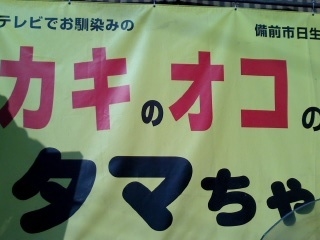 テレビでお馴染みの
備前市日生
カキのオコの
タマちゃ